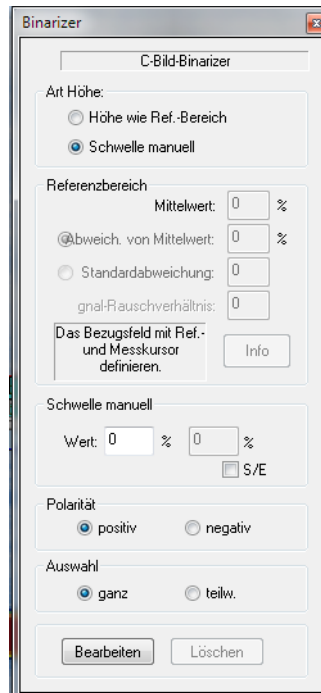 Binarizer
C-Bild-Binarizer
Art Höhe:
Höhe wie Ref.-Bereich
Schwelle manuell
Referenzbereich
Mittelwert: 0 %
Abweich. von Mittelwert: 0 %
Standardabweichung: 0
gnal-Rauschverhältnis: 0
Das Bezugsfeld mit Ref.-
und Messkursor
definieren.
Info
Schwelle manuell
Wert: 0 % 0 %
S/E
Polarität
positiv negativ
Auswahl
ganz teilw.
Bearbeiten Löschen